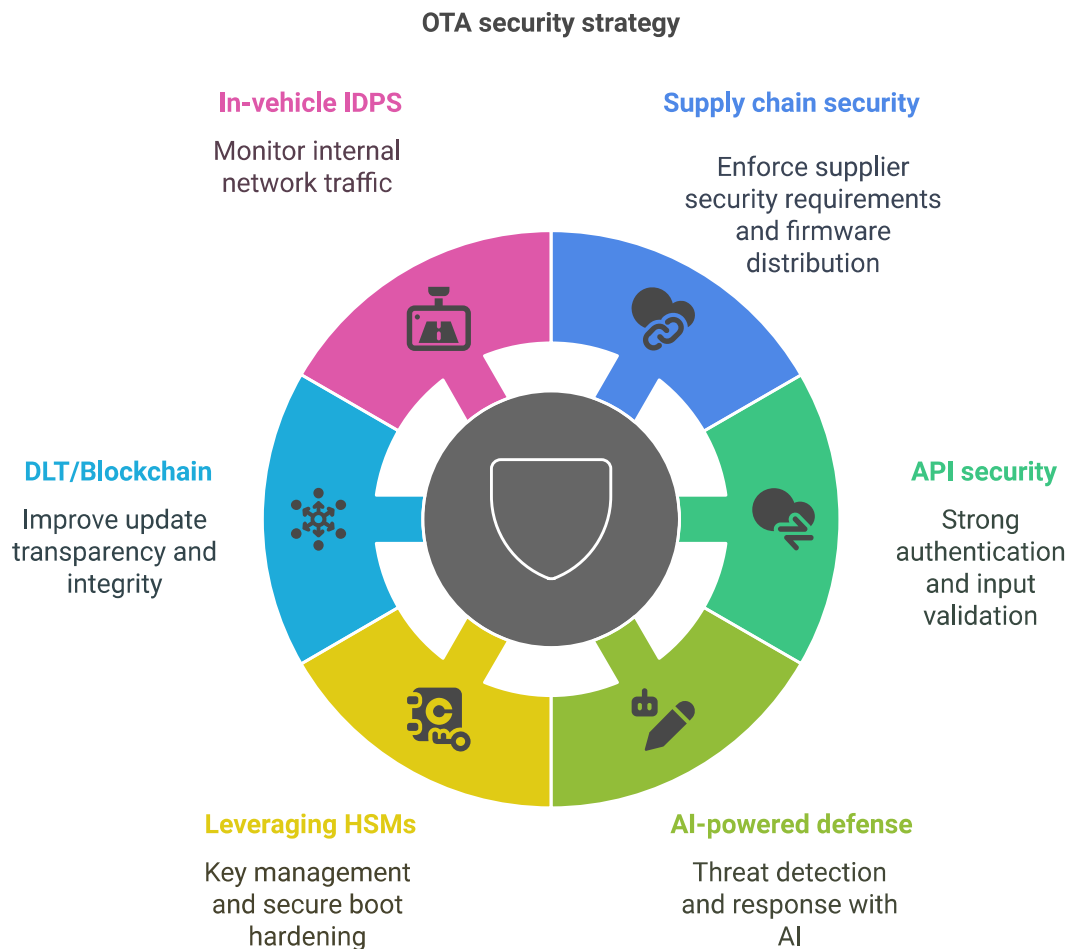 OTA security strategy
In-vehicle IDPS
Monitor internal
network traffic
Supply chain security
Enforce supplier
security requirements
and firmware
distribution
DLT/Blockchain
Improve update
transparency and
integrity
API security
Strong
authentication
and input
validation
Leveraging HSMs
Key management
and secure boot
hardening
AI-powered defense
Threat detection
and response with
AI